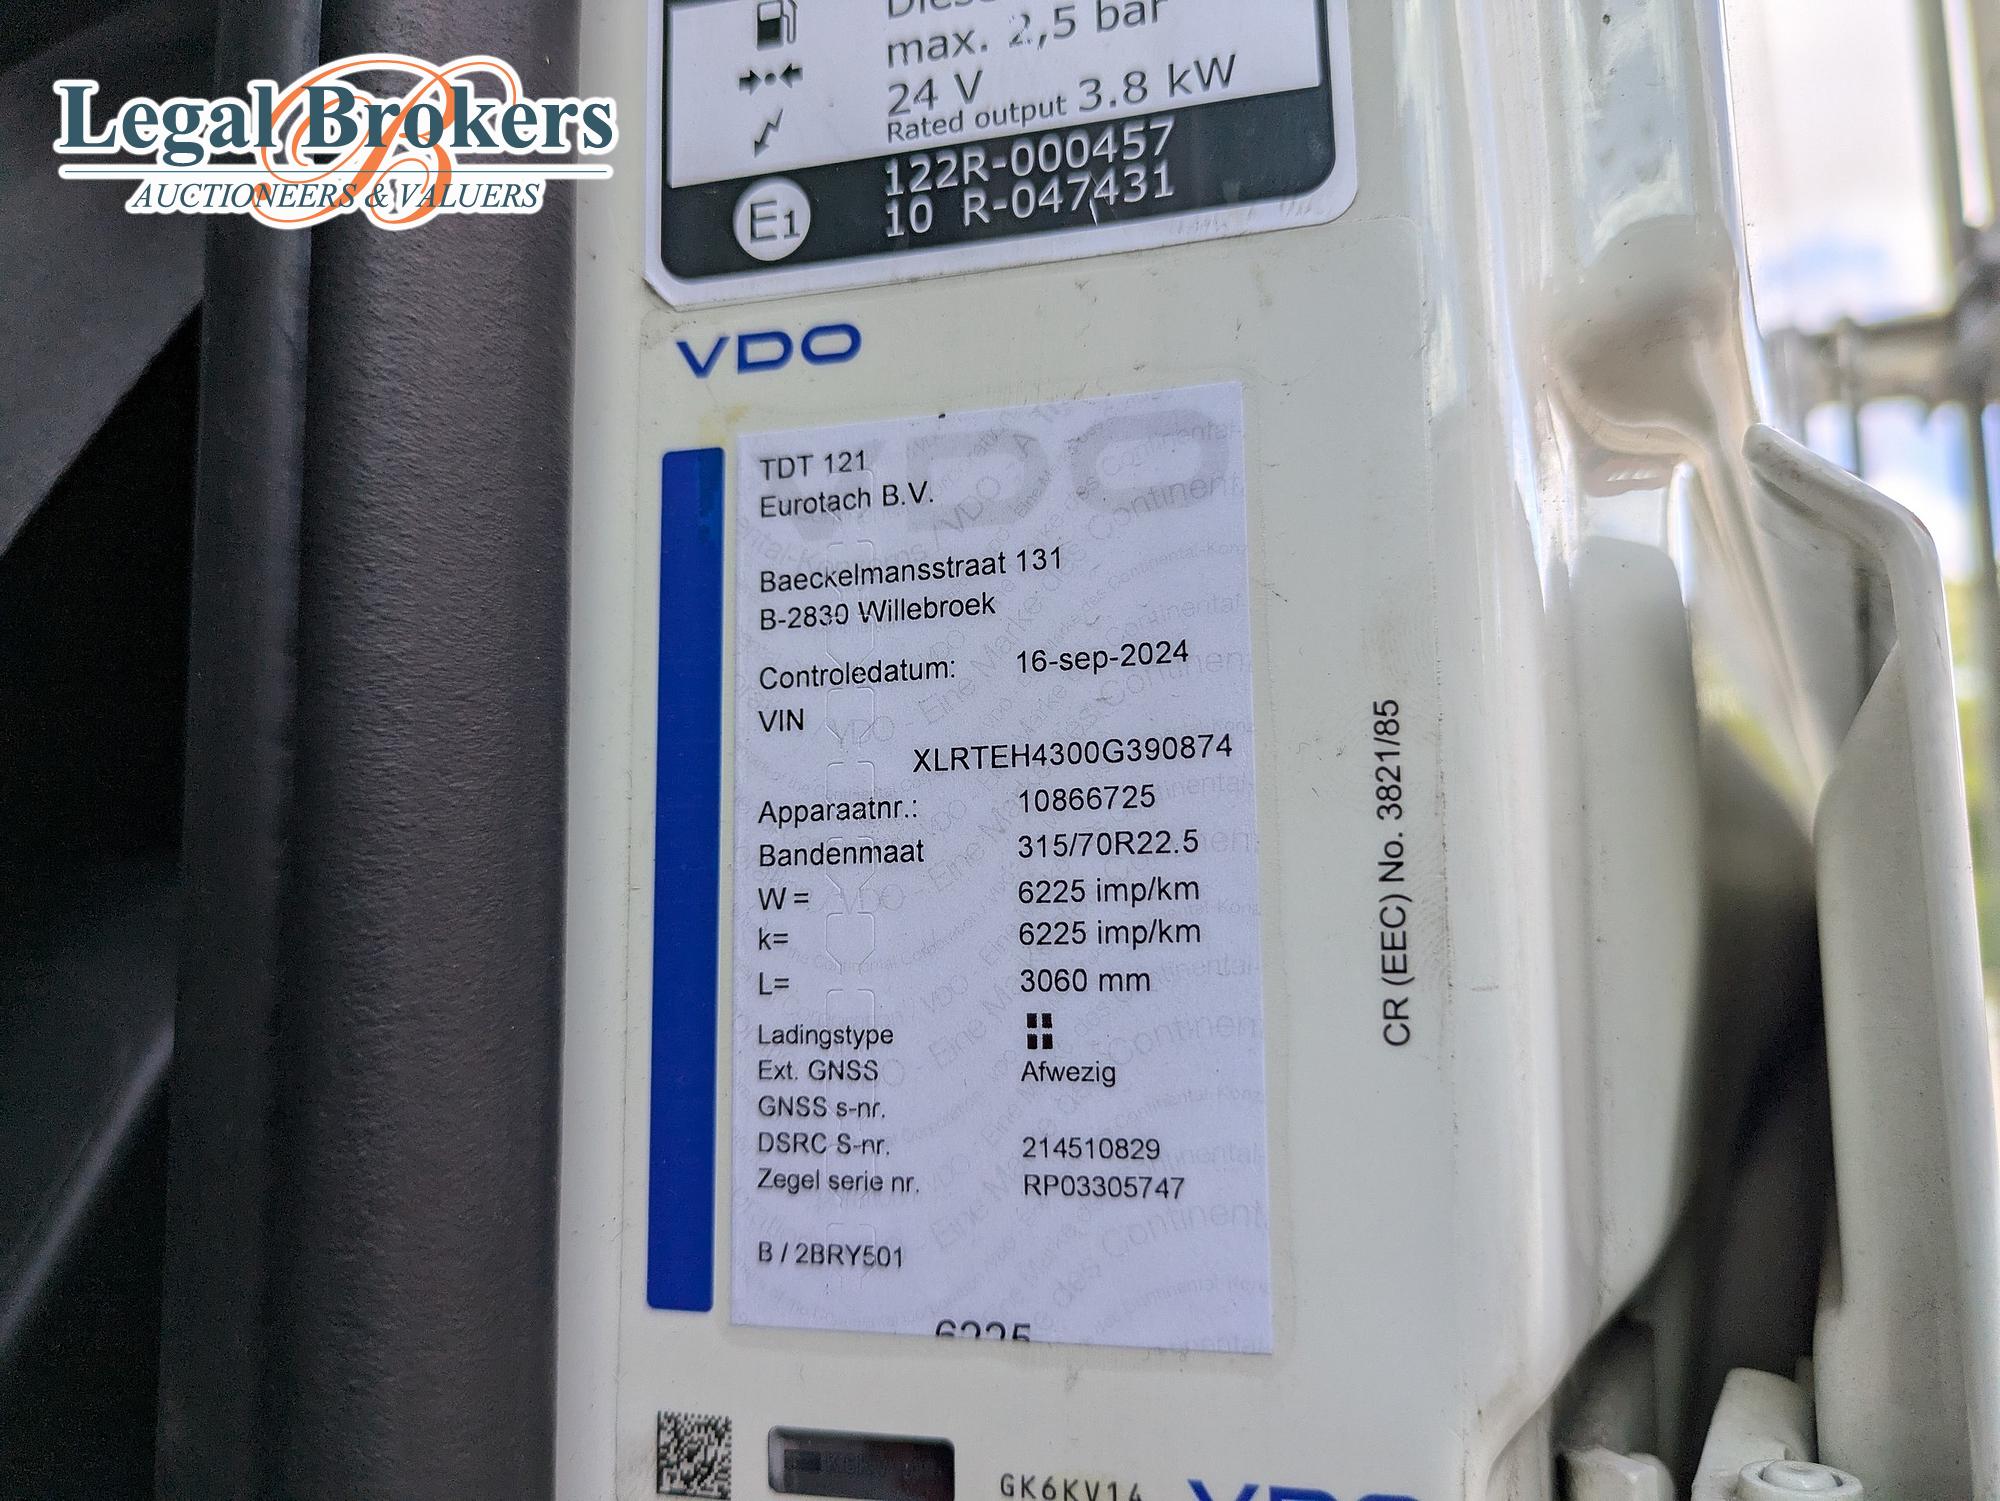 Legal Brokers
AUCTIONEERS & VALUERS
max. 2,5 bar
24 V
Rated output 3.8 kW
122R-000457
10 R-047431
E1
VDO
TDT 121
Eurotach B.V.
Baeckelmansstraat 131
B-2830 Willebroek
Controledatum: 16-sep-2024
VIN
XLRTEH4300G390874
Apparaatnr.: 10866725
Bandenmaat 315/70R22.5
W = 6225 imp/km
k= 6225 imp/km
L= 3060 mm
Ladingstype
Ext. GNSS Afwezig
GNSS s-nr.
DSRC S-nr. 214510829
Zegel serie nr. RP03305747
B / 2BRY501
6225
CR (EEC) No. 3821/85
GK6KV14
VDO